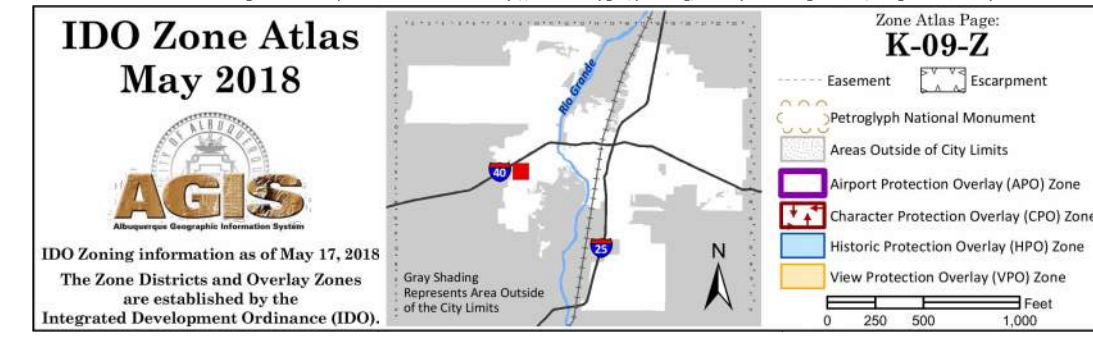 IDO Zone Atlas
May 2018
CITY OF ALBUQUERQUE
AGIS
Albuquerque Geographic Information System
IDO Zoning information as of May 17, 2018
The Zone Districts and Overlay Zones
are established by the
Integrated Development Ordinance (IDO).
Rio Grande
40
25
N
Gray Shading
Represents Area Outside
of the City Limits
Zone Atlas Page:
K-09-Z
Easement
Escarpment
Petroglyph National Monument
Areas Outside of City Limits
Airport Protection Overlay (APO) Zone
Character Protection Overlay (CPO) Zone
Historic Protection Overlay (HPO) Zone
View Protection Overlay (VPO) Zone
Feet
0 250 500 1,000